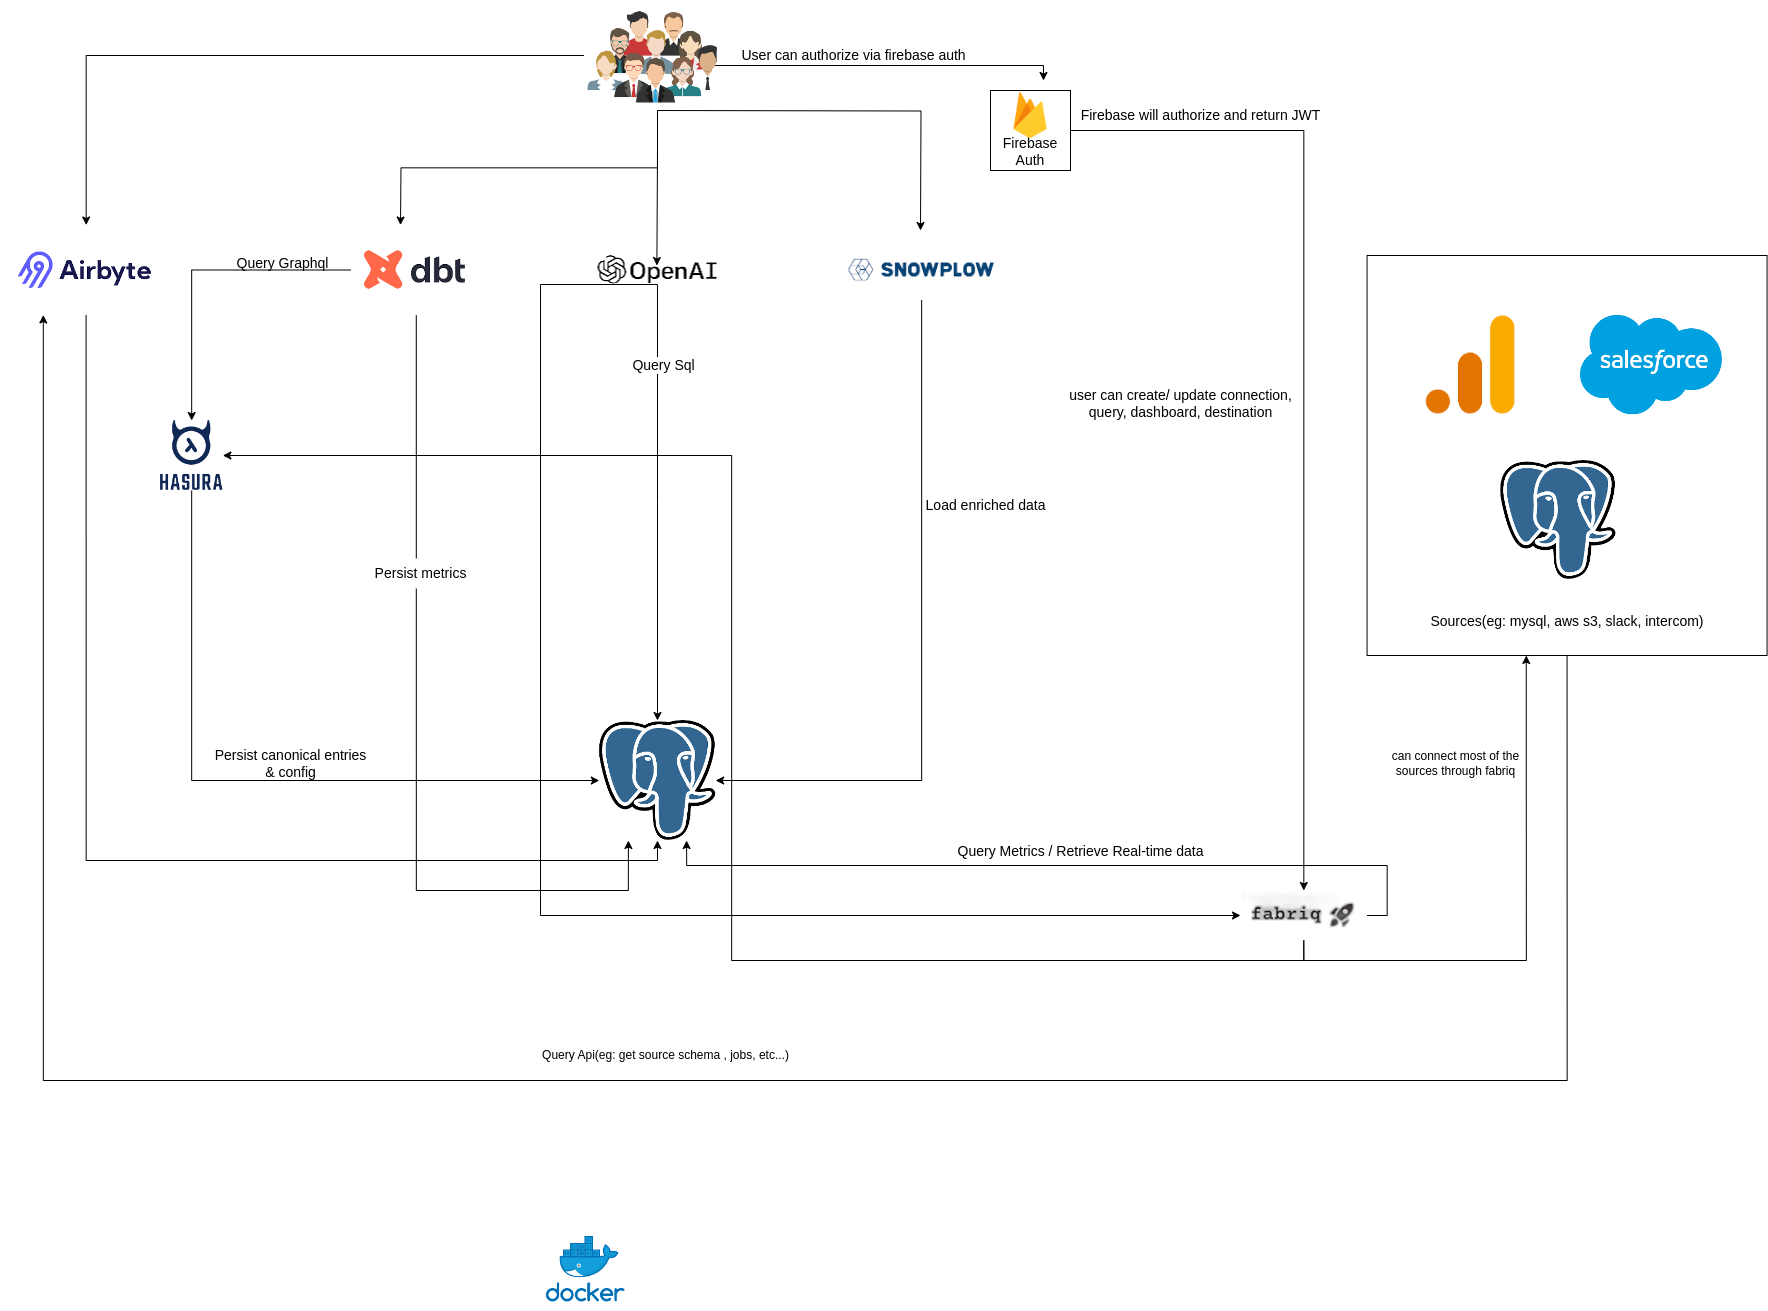 User can authorize via firebase auth
Firebase will authorize and return JWT
Firebase
Auth
Airbyte
Query Graphql
dbt
OpenAI
SNOWPLOW
salesforce
Query Sql
user can create/ update connection,
query, dashboard, destination
HASURA
Load enriched data
Persist metrics
Sources(eg: mysql, aws s3, slack, intercom)
Persist canonical entries
& config
can connect most of the
sources through fabriq
Query Metrics / Retrieve Real-time data
fabriq
Query Api(eg: get source schema , jobs, etc...)
docker